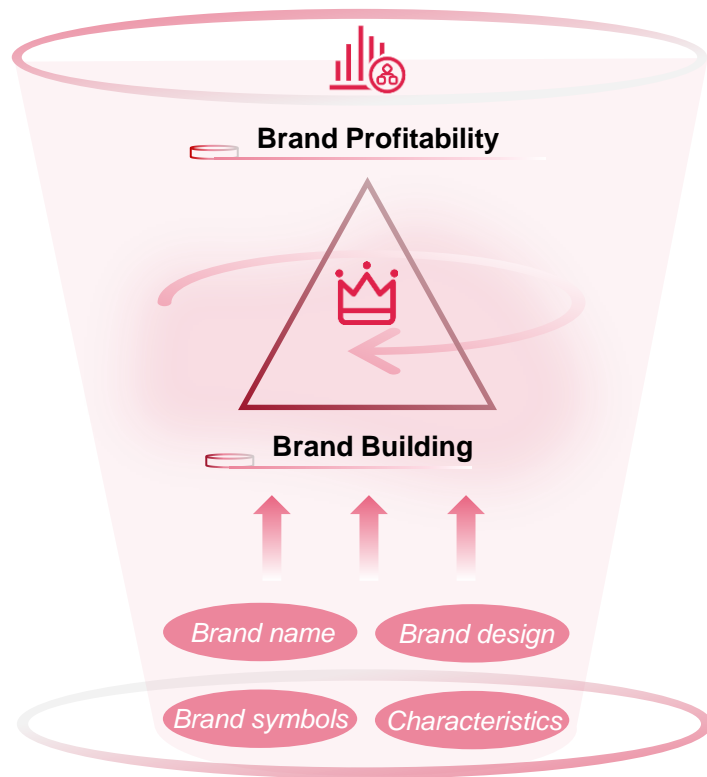 Brand Profitability
Brand Building
Brand name
Brand design
Brand symbols
Characteristics